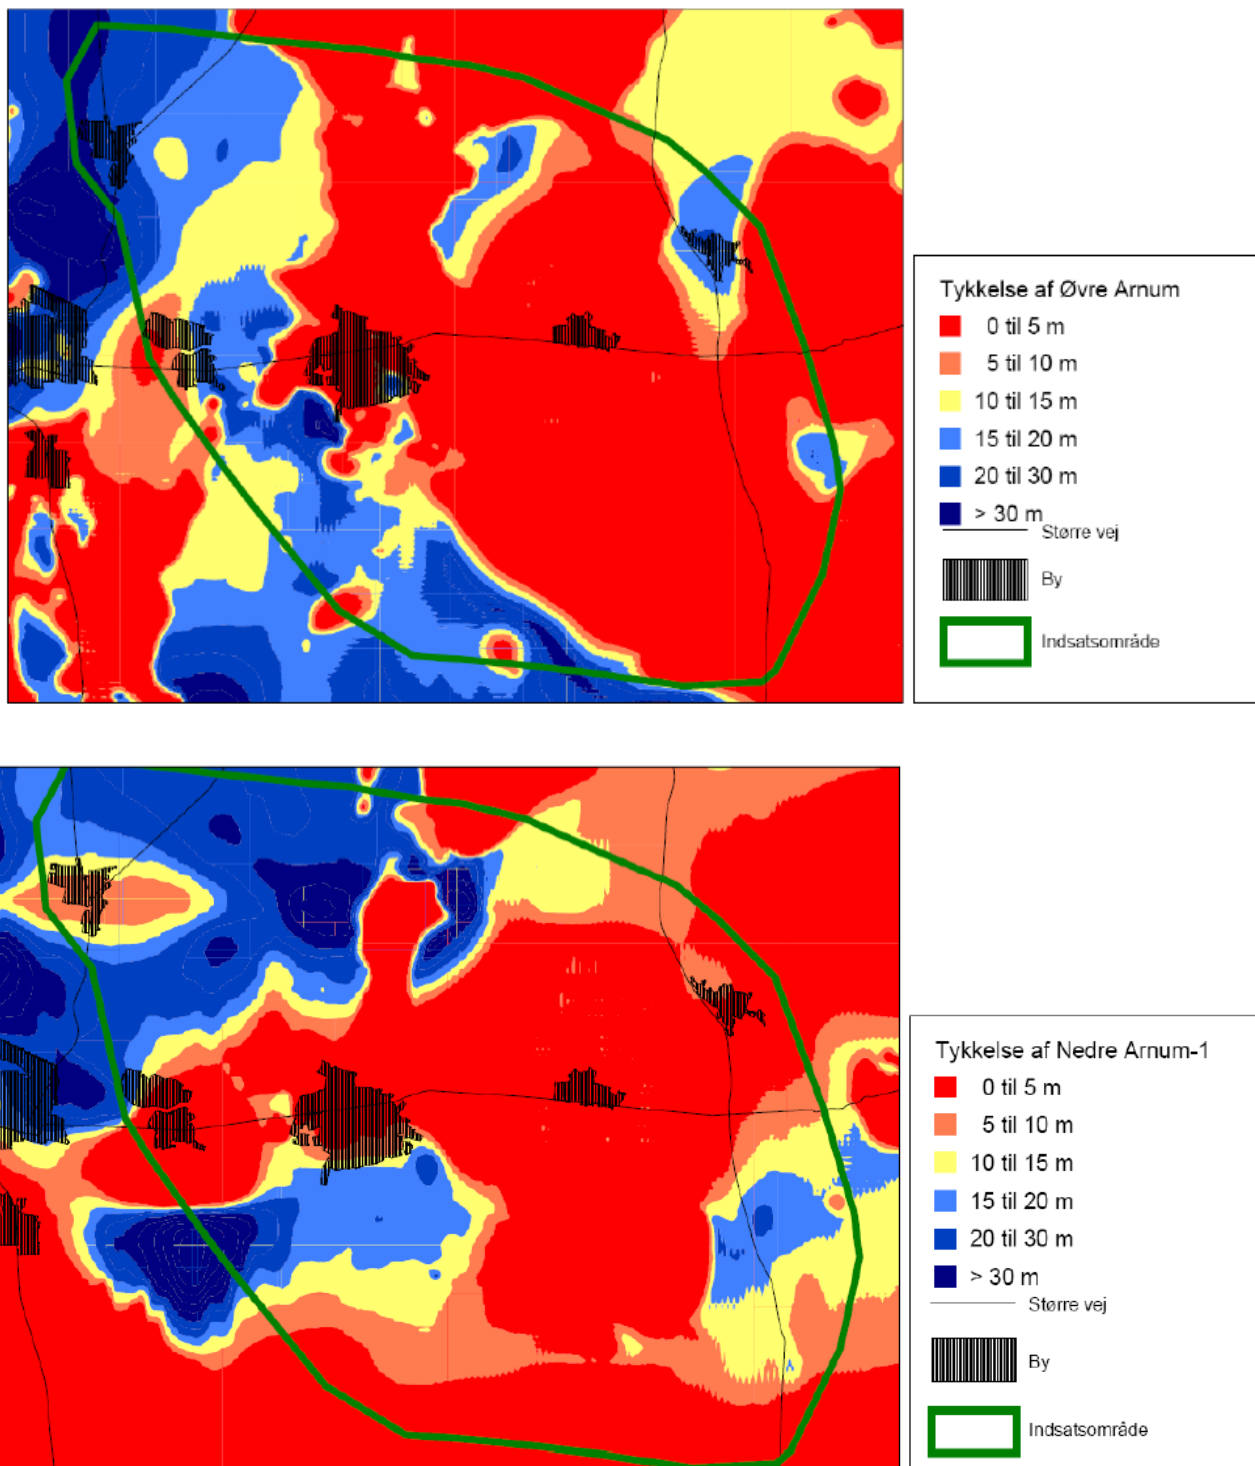 Tykkelse af Øvre Arnum
0 til 5 m
5 til 10 m
10 til 15 m
15 til 20 m
20 til 30 m
> 30 m
Større vej
By
Indsatsområde
Tykkelse af Nedre Arnum-1
0 til 5 m
5 til 10 m
10 til 15 m
15 til 20 m
20 til 30 m
> 30 m
Større vej
By
Indsatsområde